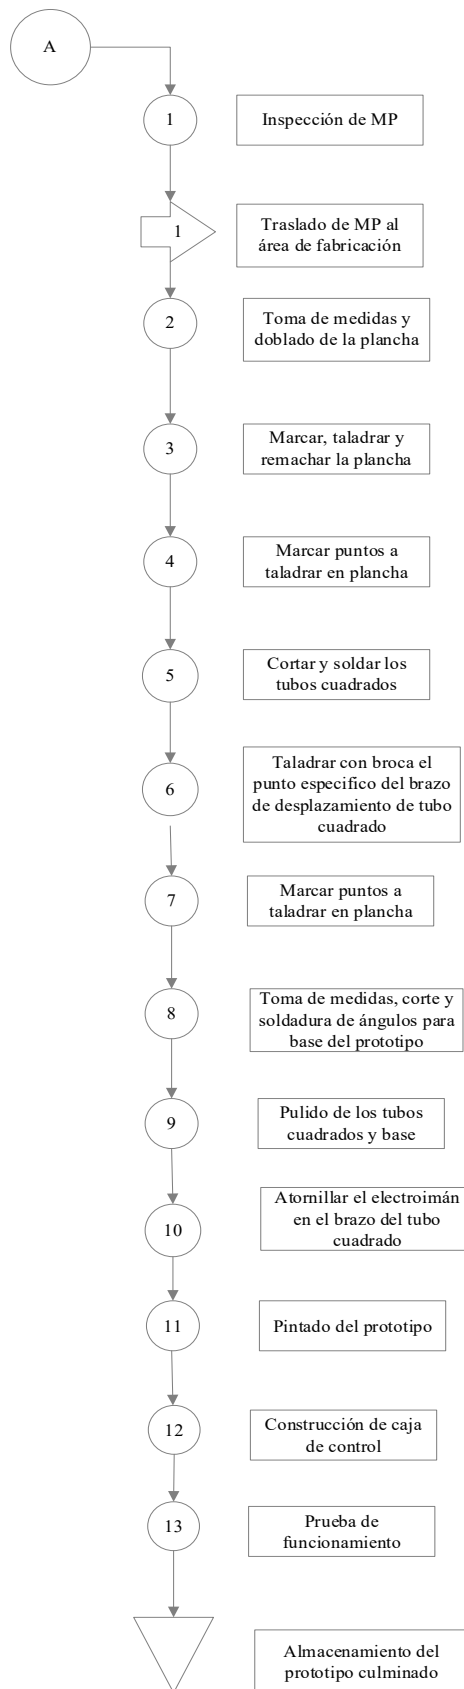 A
1
Inspección de MP
1
Traslado de MP al
área de fabricación
2
Toma de medidas y
doblado de la plancha
3
Marcar, taladrar y
remachar la plancha
4
Marcar puntos a
taladrar en plancha
5
Cortar y soldar los
tubos cuadrados
6
Taladrar con broca el
punto especifico del brazo
de desplazamiento de tubo
cuadrado
7
Marcar puntos a
taladrar en plancha
8
Toma de medidas, corte y
soldadura de ángulos para
base del prototipo
9
Pulido de los tubos
cuadrados y base
10
Atornillar el electroimán
en el brazo del tubo
cuadrado
11
Pintado del prototipo
12
Construcción de caja
de control
13
Prueba de
funcionamiento
Almacenamiento del
prototipo culminado